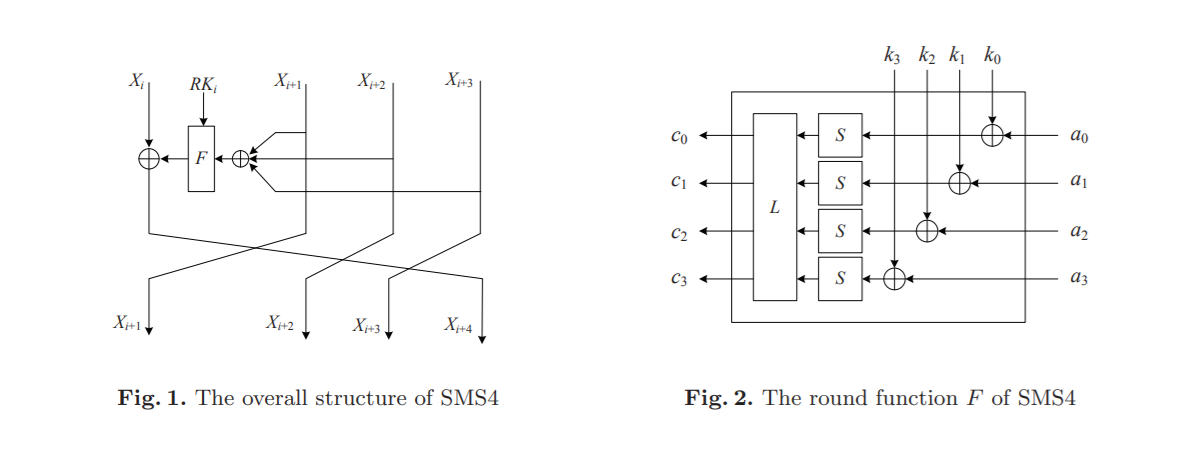 X_i RK_i X_{i+1} X_{i+2} X_{i+3}
F
X_{i+1} X_{i+2} X_{i+3} X_{i+4}
Fig. 1. The overall structure of SMS4
k_3 k_2 k_1 k_0
c_0 S a_0
c_1 S a_1
L
c_2 S a_2
c_3 S a_3
Fig. 2. The round function F of SMS4